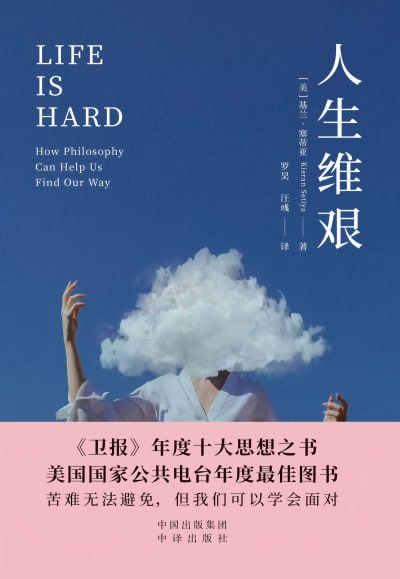 LIFE
IS
HARD
How Philosophy
Can Help Us
Find Our Way
人生维艰
［美］基兰·塞蒂亚 Kieran Setiya —— 著
罗昊 汪彧 —— 译
《卫报》年度十大思想之书
美国国家公共电台年度最佳图书
苦难无法避免，但我们可以学会面对
中国出版集团
中译出版社